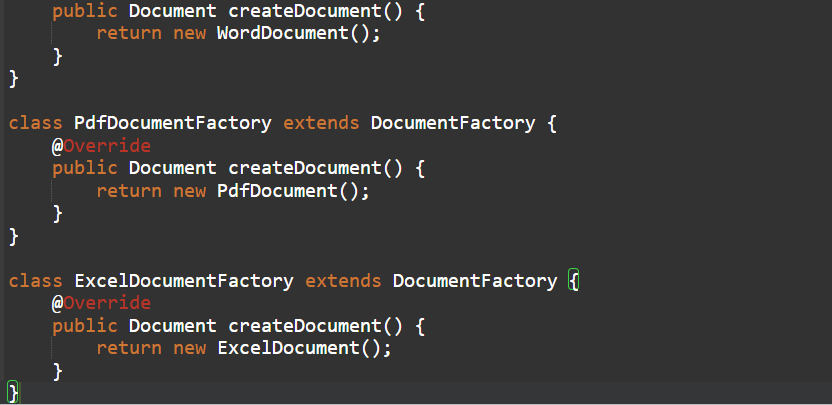 public Document createDocument() {
        return new WordDocument();
    }
}

class PdfDocumentFactory extends DocumentFactory {
    @Override
    public Document createDocument() {
        return new PdfDocument();
    }
}

class ExcelDocumentFactory extends DocumentFactory {
    @Override
    public Document createDocument() {
        return new ExcelDocument();
    }
}